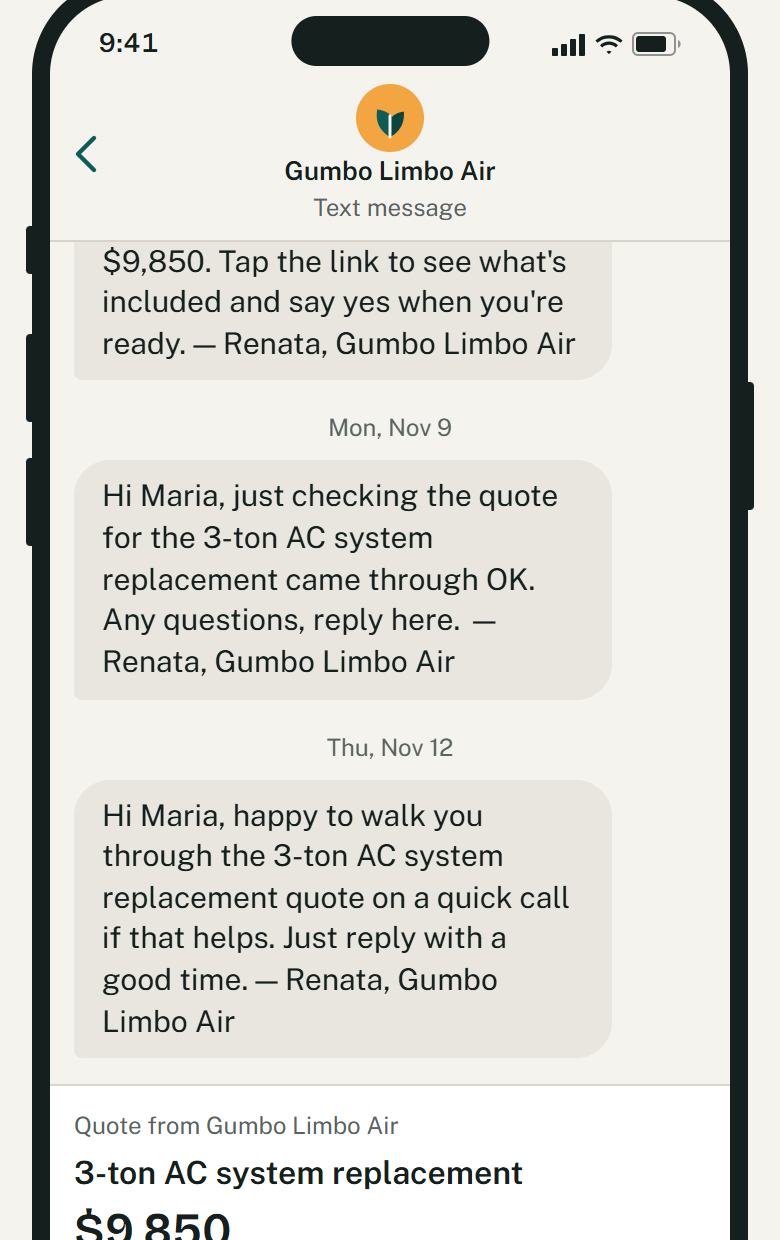 9:41
Gumbo Limbo Air
Text message
$9,850. Tap the link to see what's
included and say yes when you're
ready. — Renata, Gumbo Limbo Air
Mon, Nov 9
Hi Maria, just checking the quote
for the 3-ton AC system
replacement came through OK.
Any questions, reply here. —
Renata, Gumbo Limbo Air
Thu, Nov 12
Hi Maria, happy to walk you
through the 3-ton AC system
replacement quote on a quick call
if that helps. Just reply with a
good time. — Renata, Gumbo
Limbo Air
Quote from Gumbo Limbo Air
3-ton AC system replacement
$9,850